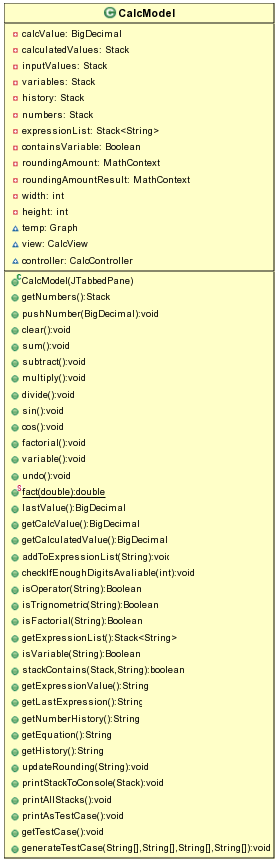 CalcModel
calcValue: BigDecimal
calculatedValues: Stack
inputValues: Stack
variables: Stack
history: Stack
numbers: Stack
expressionList: Stack<String>
containsVariable: Boolean
roundingAmount: MathContext
roundingAmountResult: MathContext
width: int
height: int
temp: Graph
view: CalcView
controller: CalcController
CalcModel(JTabbedPane)
getNumbers():Stack
pushNumber(BigDecimal):void
clear():void
sum():void
subtract():void
multiply():void
divide():void
sin():void
cos():void
factorial():void
variable():void
undo():void
fact(double):double
lastValue():BigDecimal
getCalcValue():BigDecimal
getCalculatedValue():BigDecimal
addToExpressionList(String):void
checkIfEnoughDigitsAvaliable(int):void
isOperator(String):Boolean
isTrignometric(String):Boolean
isFactorial(String):Boolean
getExpressionList():Stack<String>
isVariable(String):Boolean
stackContains(Stack,String):boolean
getExpressionValue():String
getLastExpression():String
getNumberHistory():String
getEquation():String
getHistory():String
updateRounding(String):void
printStackToConsole(Stack):void
printAllStacks():void
printAsTestCase():void
getTestCase():void
generateTestCase(String[],String[],String[],String[]):void